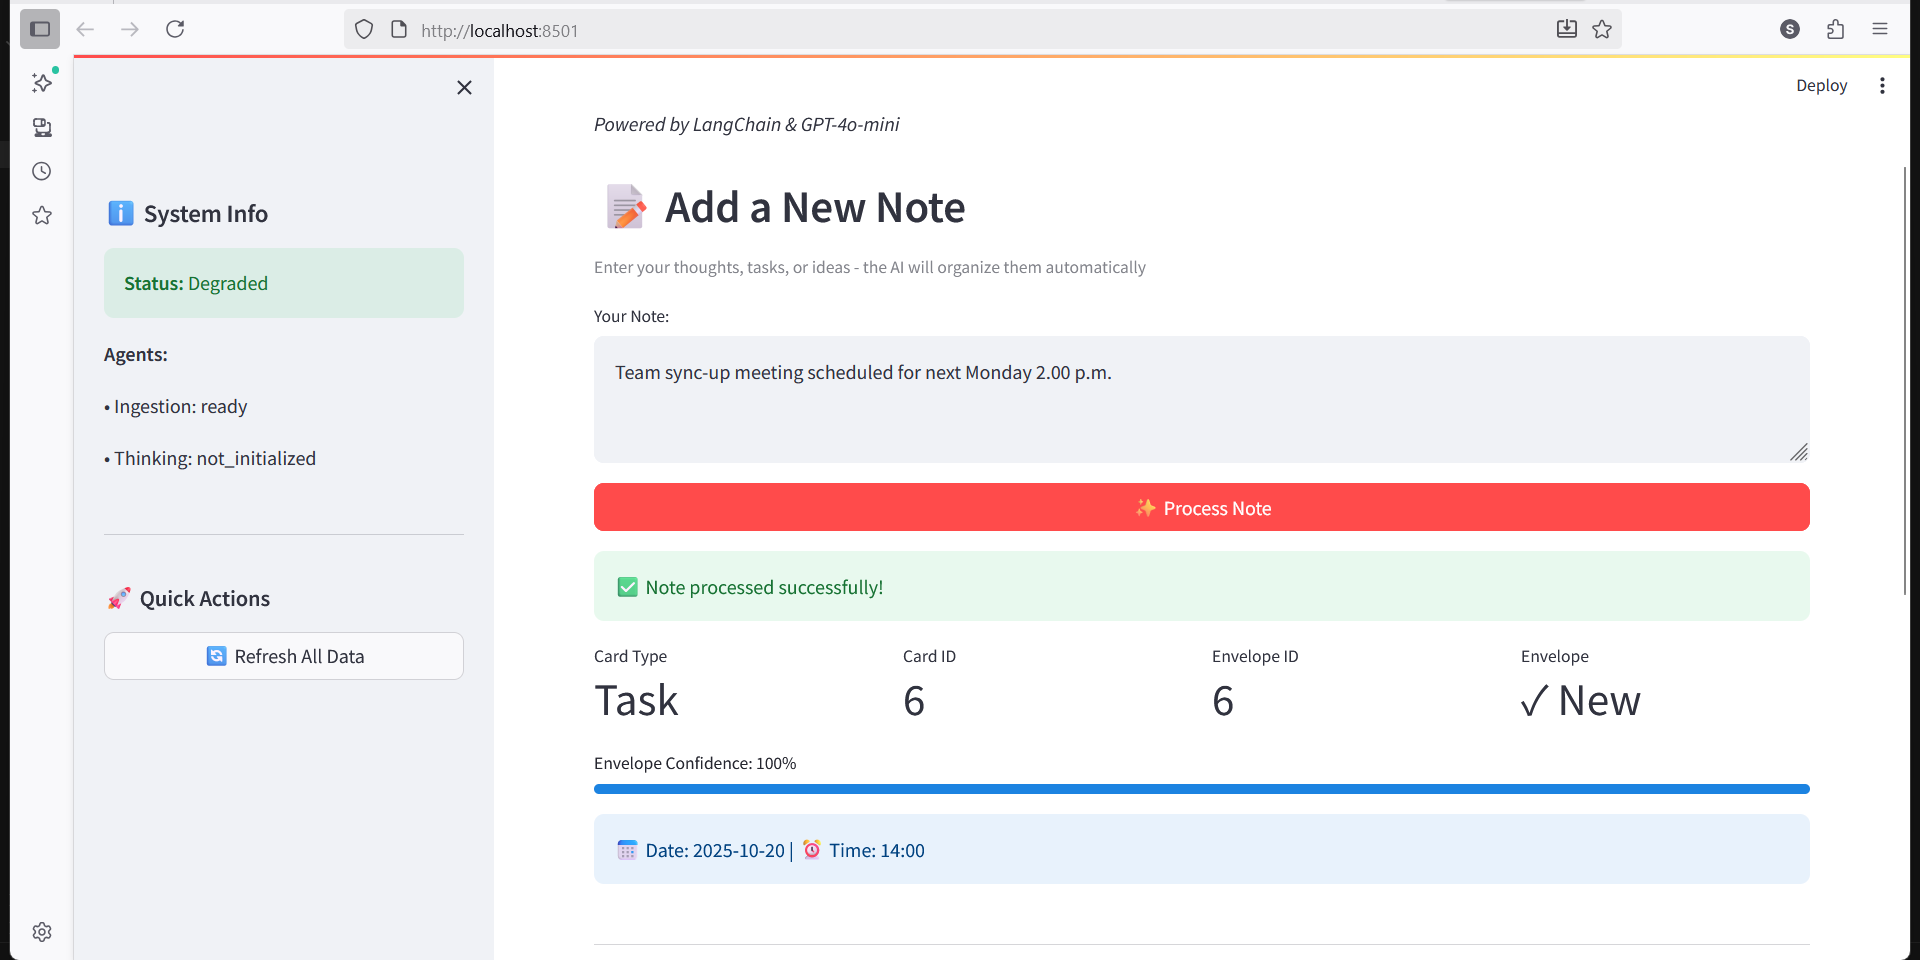 http://localhost:8501
S
Deploy
System Info
Status: Degraded
Agents:
• Ingestion: ready
• Thinking: not_initialized
Quick Actions
Refresh All Data
Powered by LangChain & GPT-4o-mini
Add a New Note
Enter your thoughts, tasks, or ideas - the AI will organize them automatically
Your Note:
Team sync-up meeting scheduled for next Monday 2.00 p.m.
✨ Process Note
✅ Note processed successfully!
Card Type
Task
Card ID
6
Envelope ID
6
Envelope
✓ New
Envelope Confidence: 100%
Date: 2025-10-20 | ⏰ Time: 14:00